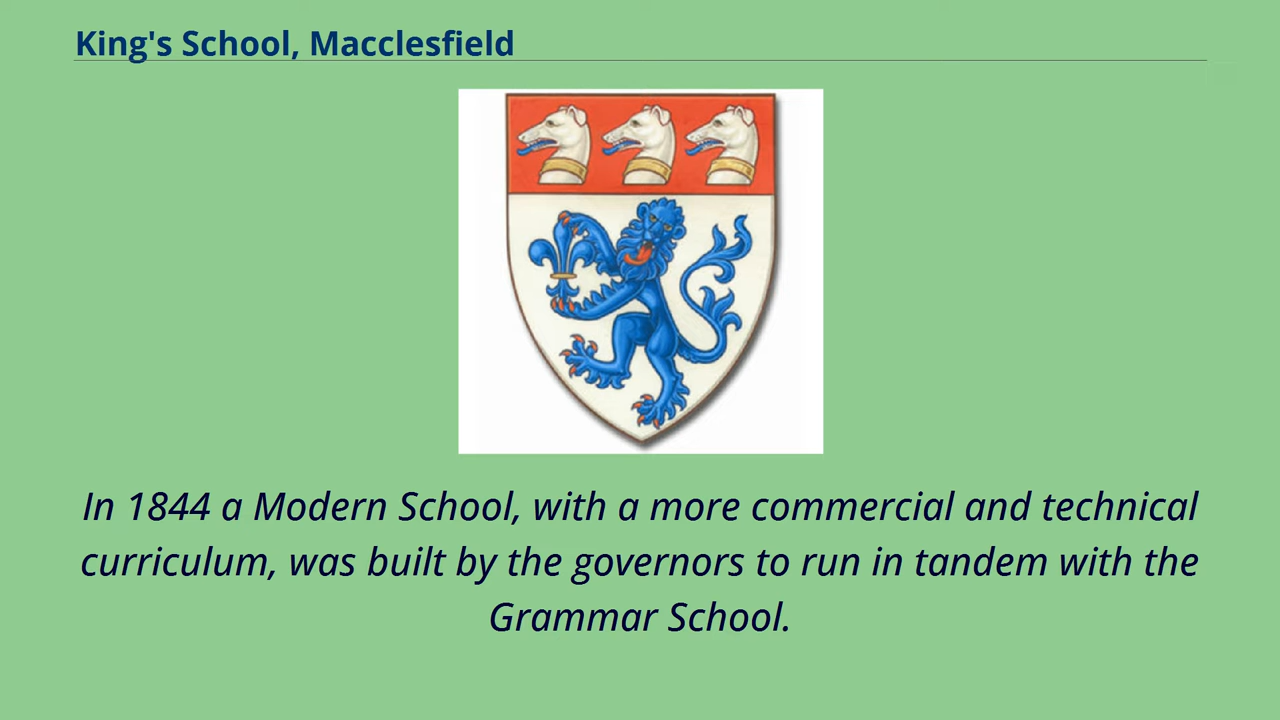 King's School, Macclesfield
In 1844 a Modern School, with a more commercial and technical
curriculum, was built by the governors to run in tandem with the
Grammar School.